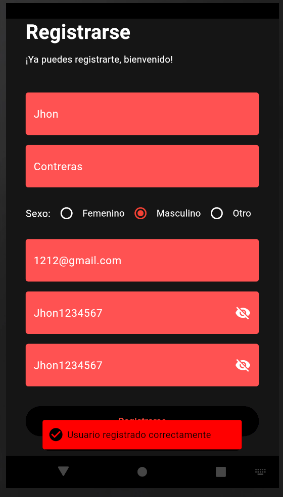 Registrarse
¡Ya puedes registrarte, bienvenido!
Jhon
Contreras
Sexo: Femenino Masculino Otro
1212@gmail.com
Jhon1234567
Jhon1234567
Registrarse
Usuario registrado correctamente